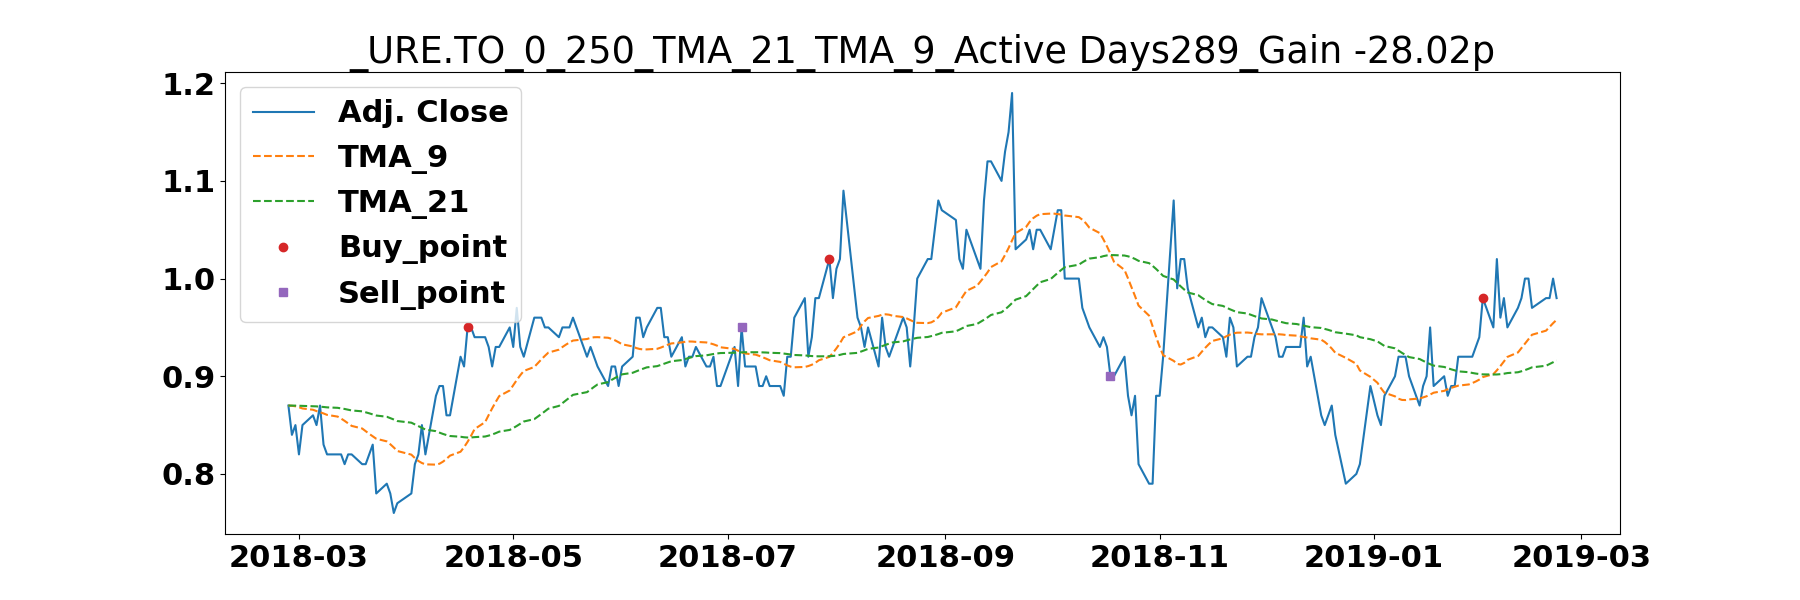 _URE.TO_0_250_TMA_21_TMA_9_Active Days289_Gain -28.02p
1.2
1.1
1.0
0.9
0.8
Adj. Close
TMA_9
TMA_21
Buy_point
Sell_point
2018-03 2018-05 2018-07 2018-09 2018-11 2019-01 2019-03